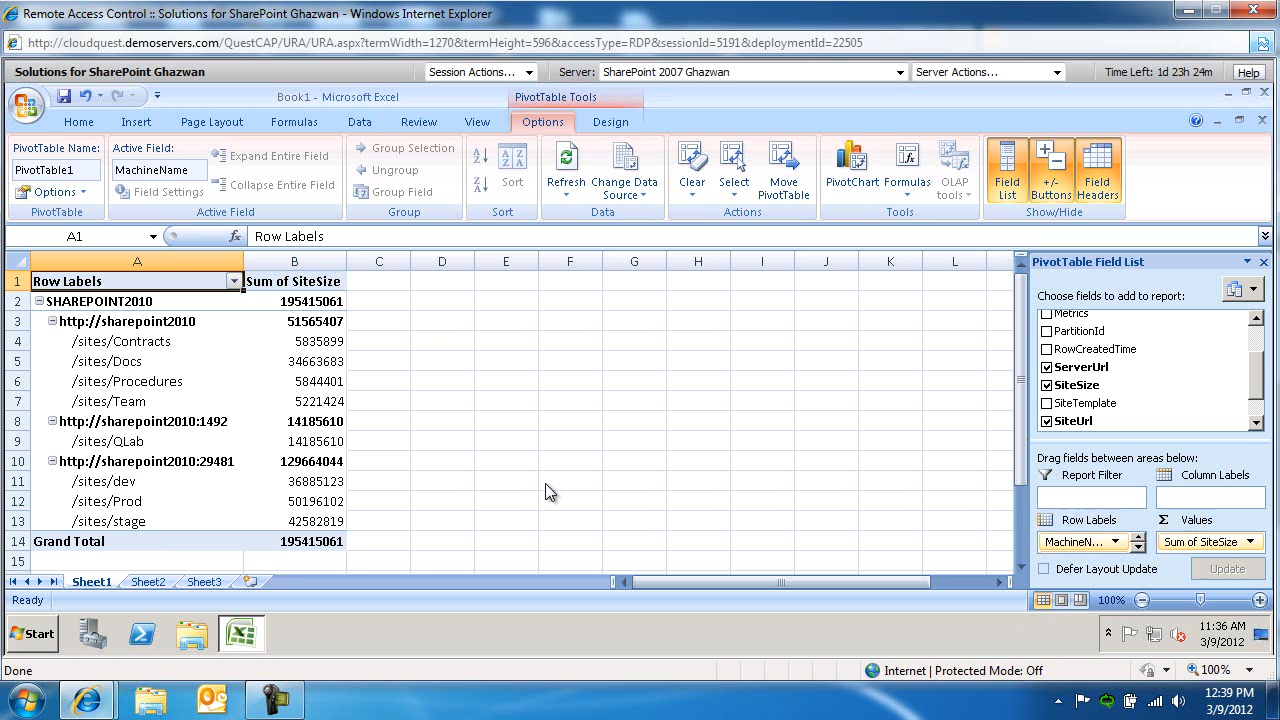 Remote Access Control :: Solutions for SharePoint Ghazwan - Windows Internet Explorer
http://cloudquest.demoservers.com/QuestCAP/URA/URA.aspx?termWidth=1270&termHeight=596&accessType=RDP&sessionId=5191&deploymentId=22505
Solutions for SharePoint Ghazwan Session Actions... Server: SharePoint 2007 Ghazwan Server Actions... Time Left: 1d 23h 24m Help
Book1 - Microsoft Excel PivotTable Tools
Home Insert Page Layout Formulas Data Review View Options Design
PivotTable Name: Active Field: Expand Entire Field Group Selection
PivotTable1 MachineName Collapse Entire Field Ungroup
Options Field Settings Group Field Sort Refresh Change Data Source Clear Select Move PivotTable PivotChart Formulas OLAP tools Field List +/- Buttons Field Headers
PivotTable Active Field Group Sort Data Actions Tools Show/Hide
A1 fx Row Labels
A B C D E F G H I J K L
1 Row Labels Sum of SiteSize
2 SHAREPOINT2010 195415061
3 http://sharepoint2010 51565407
4 /sites/Contracts 5835899
5 /sites/Docs 34663683
6 /sites/Procedures 5844401
7 /sites/Team 5221424
8 http://sharepoint2010:1492 14185610
9 /sites/QLab 14185610
10 http://sharepoint2010:29481 129664044
11 /sites/dev 36885123
12 /sites/Prod 50196102
13 /sites/stage 42582819
14 Grand Total 195415061
15
PivotTable Field List
Choose fields to add to report:
Metrics
PartitionId
RowCreatedTime
ServerUrl
SiteSize
SiteTemplate
SiteUrl
Drag fields between areas below:
Report Filter Column Labels
Row Labels Σ Values
MachineN... Sum of SiteSize
Defer Layout Update Update
Sheet1 Sheet2 Sheet3
Ready 100%
Start 11:36 AM
3/9/2012
Done Internet | Protected Mode: Off 100%
12:39 PM
3/9/2012